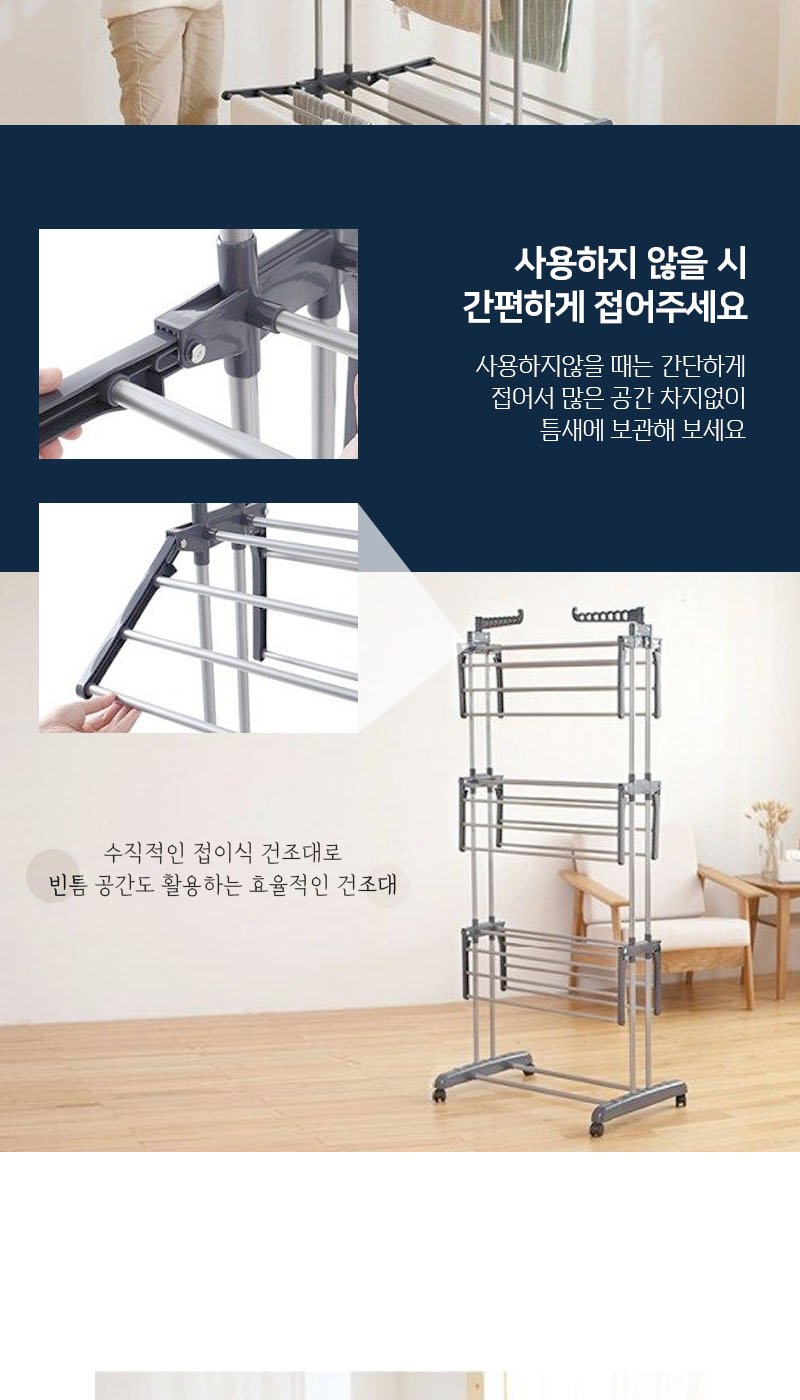 사용하지 않을 시
간편하게 접어주세요
사용하지않을 때는 간단하게
접어서 많은 공간 차지없이
틈새에 보관해 보세요
수직적인 접이식 건조대로
빈틈 공간도 활용하는 효율적인 건조대